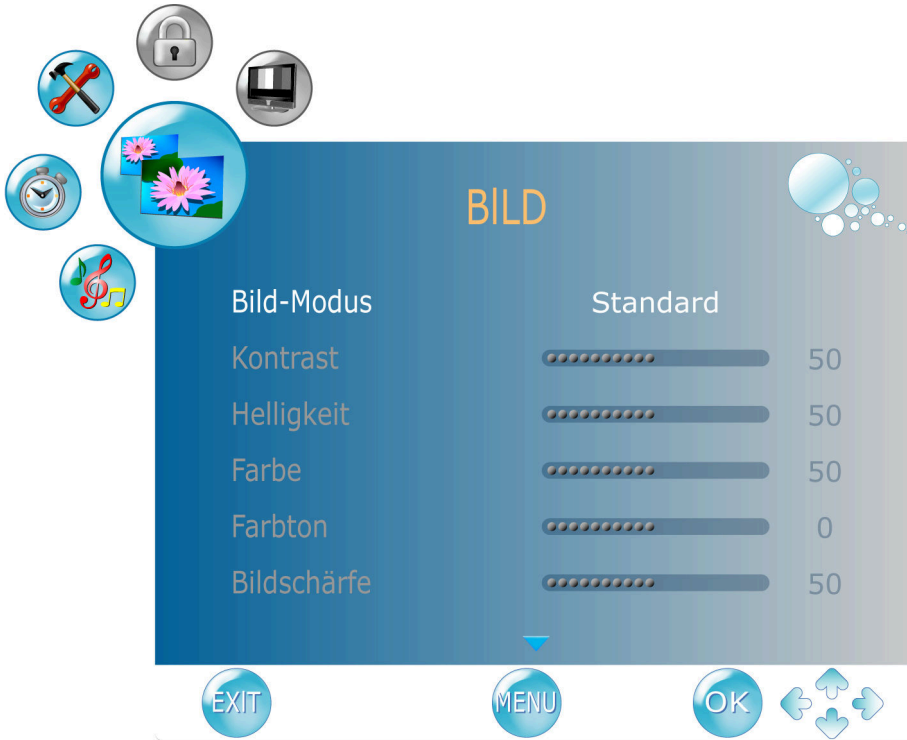 BILD
Bild-Modus Standard
Kontrast 50
Helligkeit 50
Farbe 50
Farbton 0
Bildschärfe 50
EXIT MENU OK